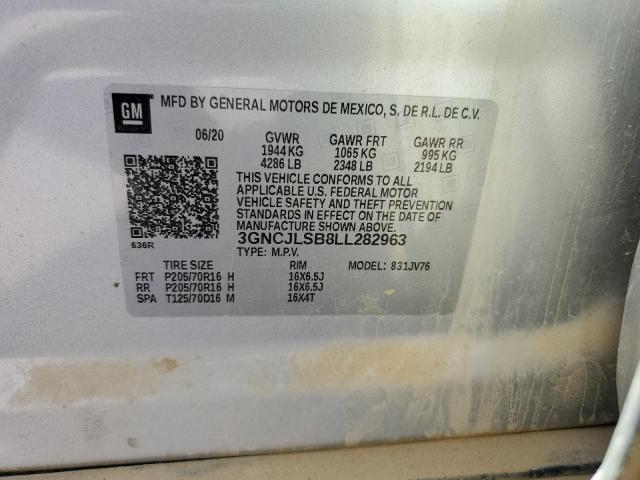 GM
MFD BY GENERAL MOTORS DE MEXICO, S. DE R.L. DE C.V.
06/20 GVWR GAWR FRT GAWR RR
1944 KG 1065 KG 995 KG
4286 LB 2348 LB 2194 LB
THIS VEHICLE CONFORMS TO ALL
APPLICABLE U.S. FEDERAL MOTOR
VEHICLE SAFETY AND THEFT PREVENTION
STANDARDS IN EFFECT ON THE DATE OF
MANUFACTURE SHOWN ABOVE.
3GNCJLSB8LL282963
636R
TYPE: M.P.V.
TIRE SIZE RIM MODEL: 831JV76
FRT P205/70R16 H 16X6.5J
RR P205/70R16 H 16X6.5J
SPA T125/70D16 M 16X4T